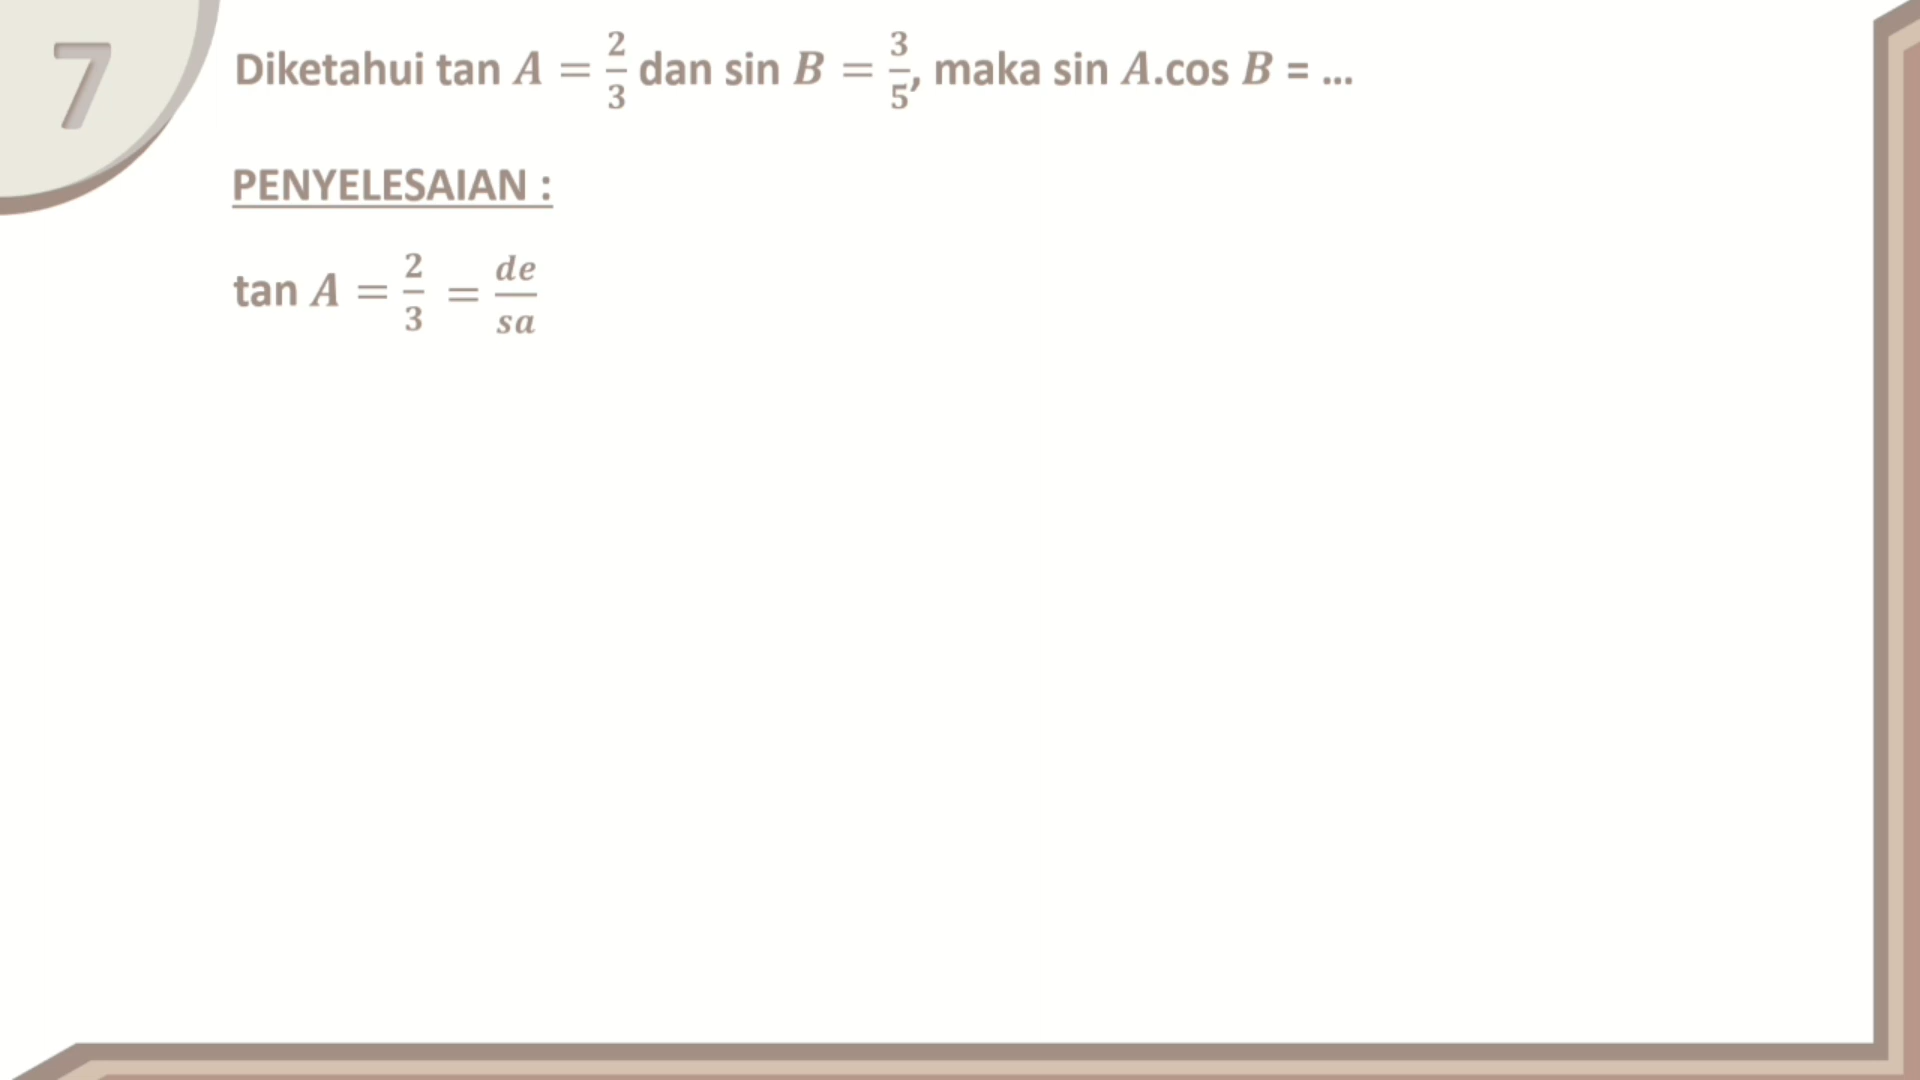 7
Diketahui tan A = 2/3 dan sin B = 3/5, maka sin A.cos B = ...
PENYELESAIAN :
tan A = 2/3 = de/sa